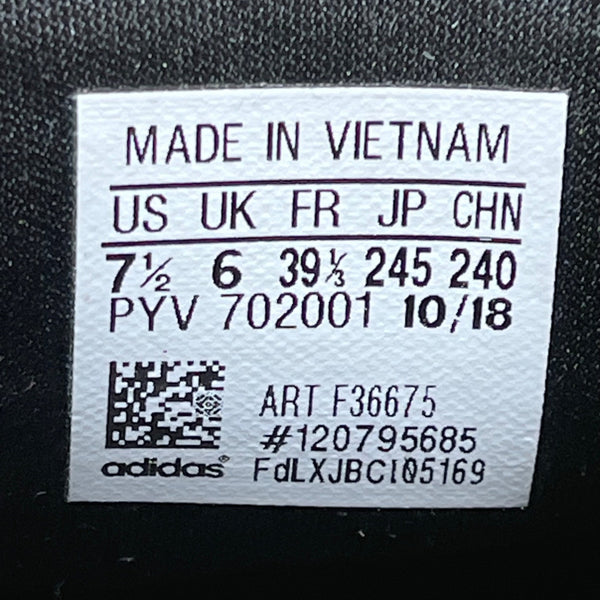 MADE IN VIETNAM
US UK FR JP CHN
7½ 6 39⅓ 245 240
PYV 702001 10/18
ART F36675
#120795685
adidas® FdLXJBCI05169